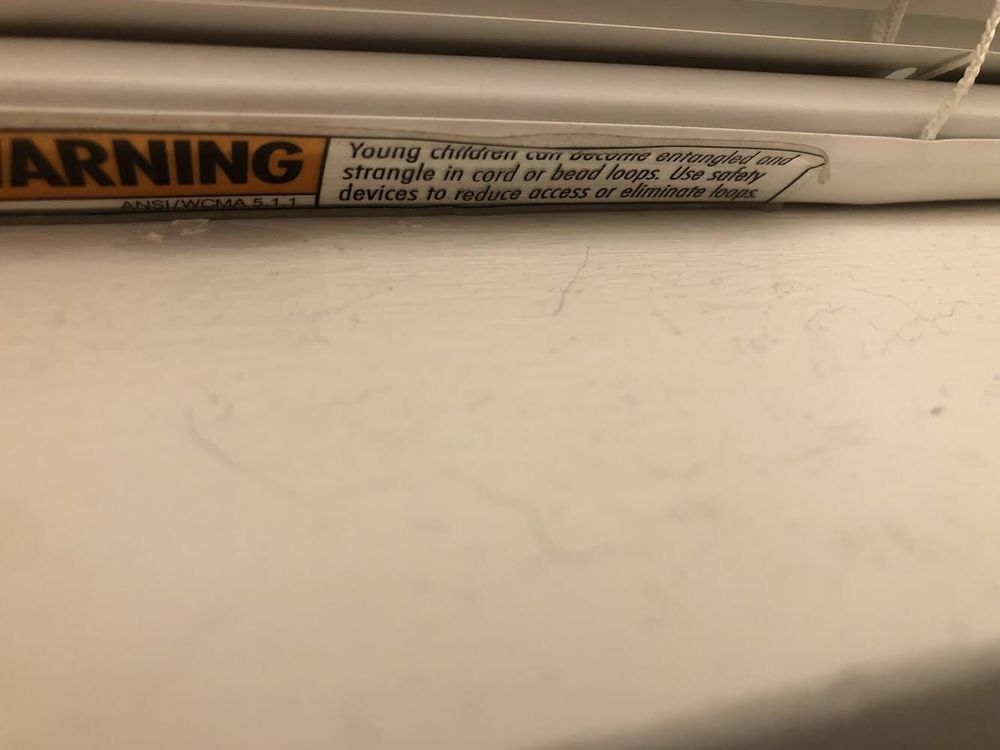 ARNING
ANSI/WCMA 5.1.1
Young children can become entangled and
strangle in cord or bead loops. Use safety
devices to reduce access or eliminate loops.